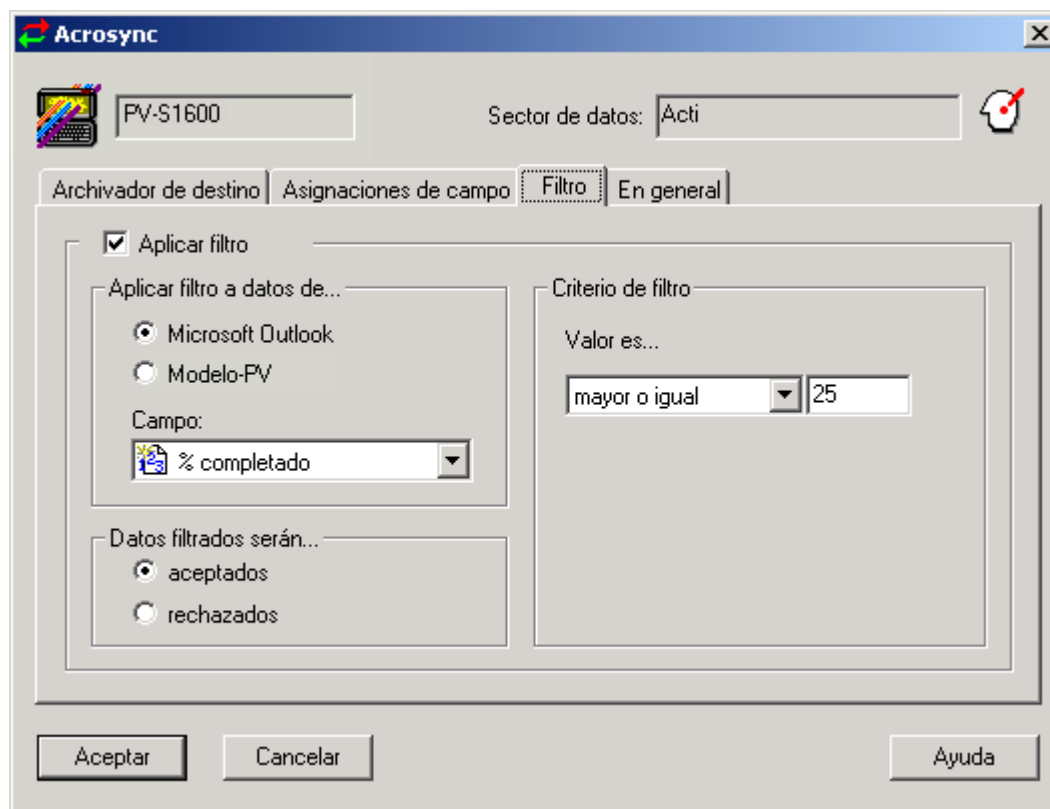 Acrosync
PV-S1600 Sector de datos: Acti
Archivador de destino Asignaciones de campo Filtro En general
Aplicar filtro
Aplicar filtro a datos de...
Microsoft Outlook
Modelo-PV
Campo:
% completado
Datos filtrados serán...
aceptados
rechazados
Criterio de filtro
Valor es...
mayor o igual 25
Aceptar Cancelar Ayuda